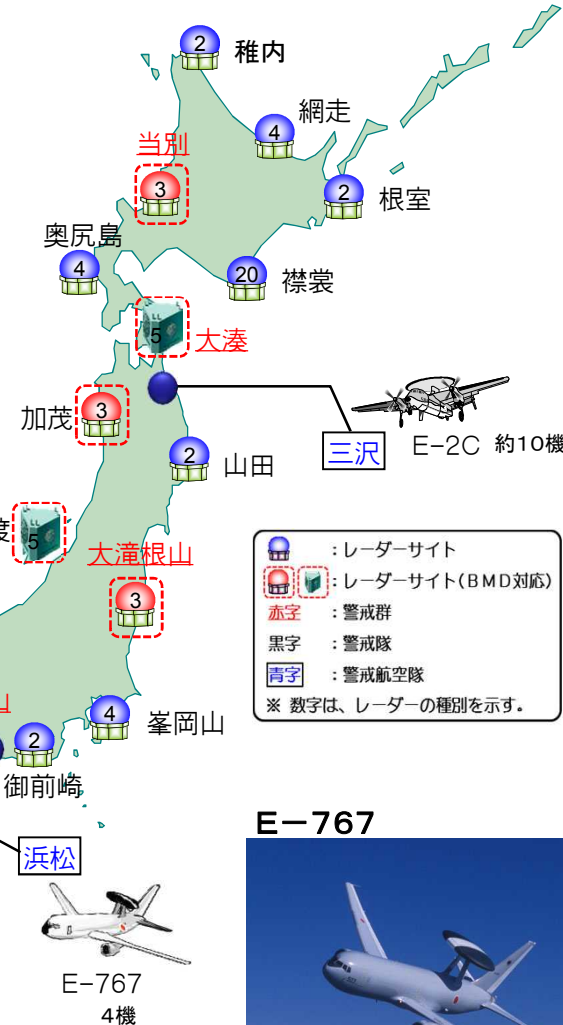 2
稚内
網走
4
当別
3
2
根室
奥尻島
4
20
襟裳
5
大湊
加茂
3
三沢
E-2C 約10機
2
山田
5
大滝根山
3
:レーダーサイト
:レーダーサイト(BMD対応)
赤字 :警戒群
黒字 :警戒隊
青字 :警戒航空隊
※ 数字は、レーダーの種別を示す。
山
4
峯岡山
2
御前崎
浜松
E-767
4機
E-767